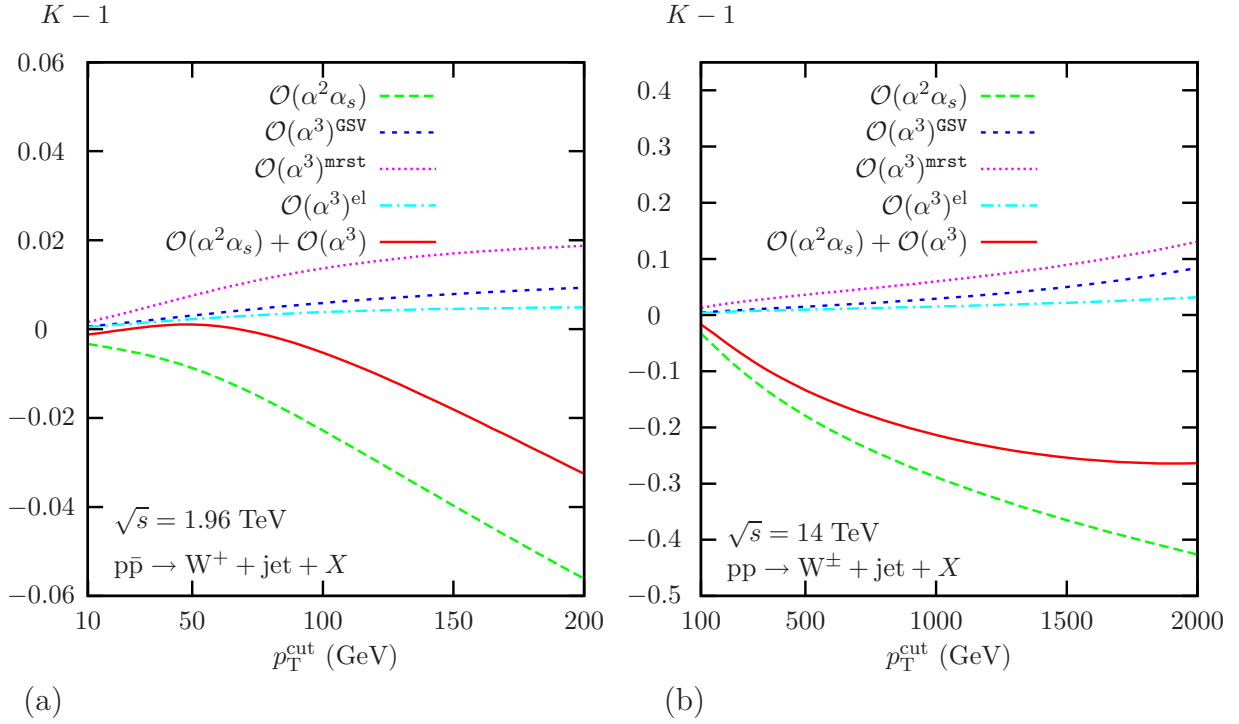 K − 1
0.06
0.04
0.02
0
−0.02
−0.04
−0.06
𝒪(α²αₛ)
𝒪(α³)^GSV
𝒪(α³)^mrst
𝒪(α³)^el
𝒪(α²αₛ) + 𝒪(α³)
√s = 1.96 TeV
pp̄ → W⁺ + jet + X
10 50 100 150 200
p_T^cut (GeV)
(a)
K − 1
0.4
0.3
0.2
0.1
0
−0.1
−0.2
−0.3
−0.4
−0.5
𝒪(α²αₛ)
𝒪(α³)^GSV
𝒪(α³)^mrst
𝒪(α³)^el
𝒪(α²αₛ) + 𝒪(α³)
√s = 14 TeV
pp → W^± + jet + X
100 500 1000 1500 2000
p_T^cut (GeV)
(b)